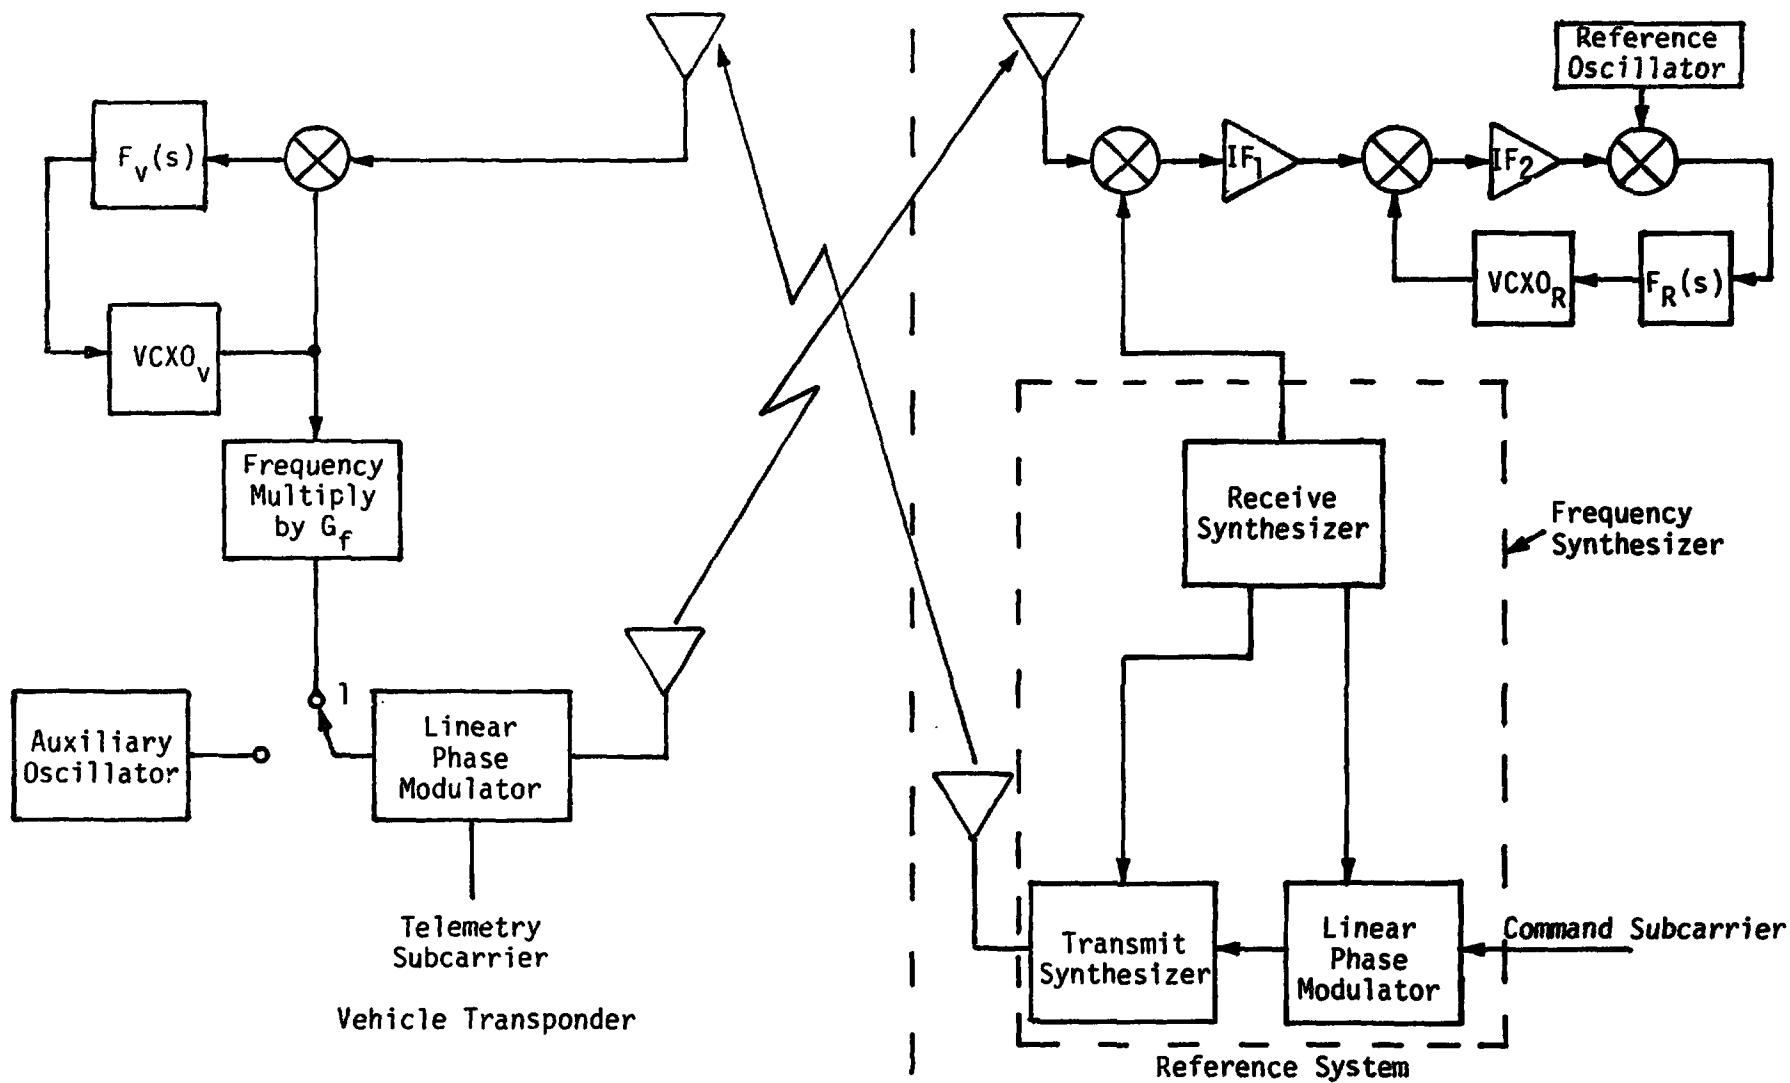 Reference
Oscillator
F_v(s)
IF_1
IF_2
VCXO_R
F_R(s)
VCXO_v
Frequency
Multiply
by G_f
Receive
Synthesizer
Frequency
Synthesizer
1
Auxiliary
Oscillator
Linear
Phase
Modulator
Telemetry
Subcarrier
Transmit
Synthesizer
Linear
Phase
Modulator
Command Subcarrier
Vehicle Transponder
Reference System